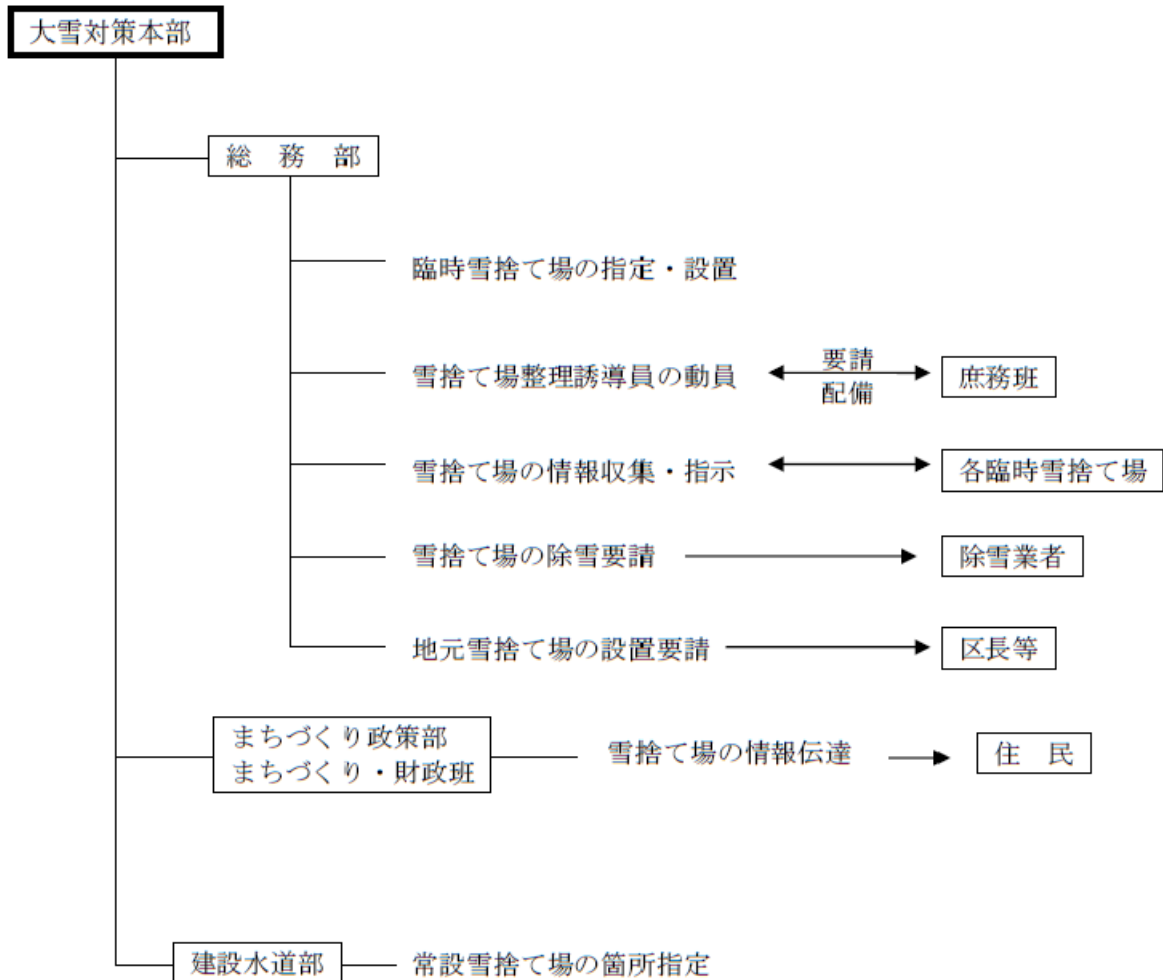 大雪対策本部
総　務　部
臨時雪捨て場の指定・設置
雪捨て場整理誘導員の動員
要請
配備
庶務班
雪捨て場の情報収集・指示
各臨時雪捨て場
雪捨て場の除雪要請
除雪業者
地元雪捨て場の設置要請
区長等
まちづくり政策部
まちづくり・財政班
雪捨て場の情報伝達
住　民
建設水道部
常設雪捨て場の箇所指定